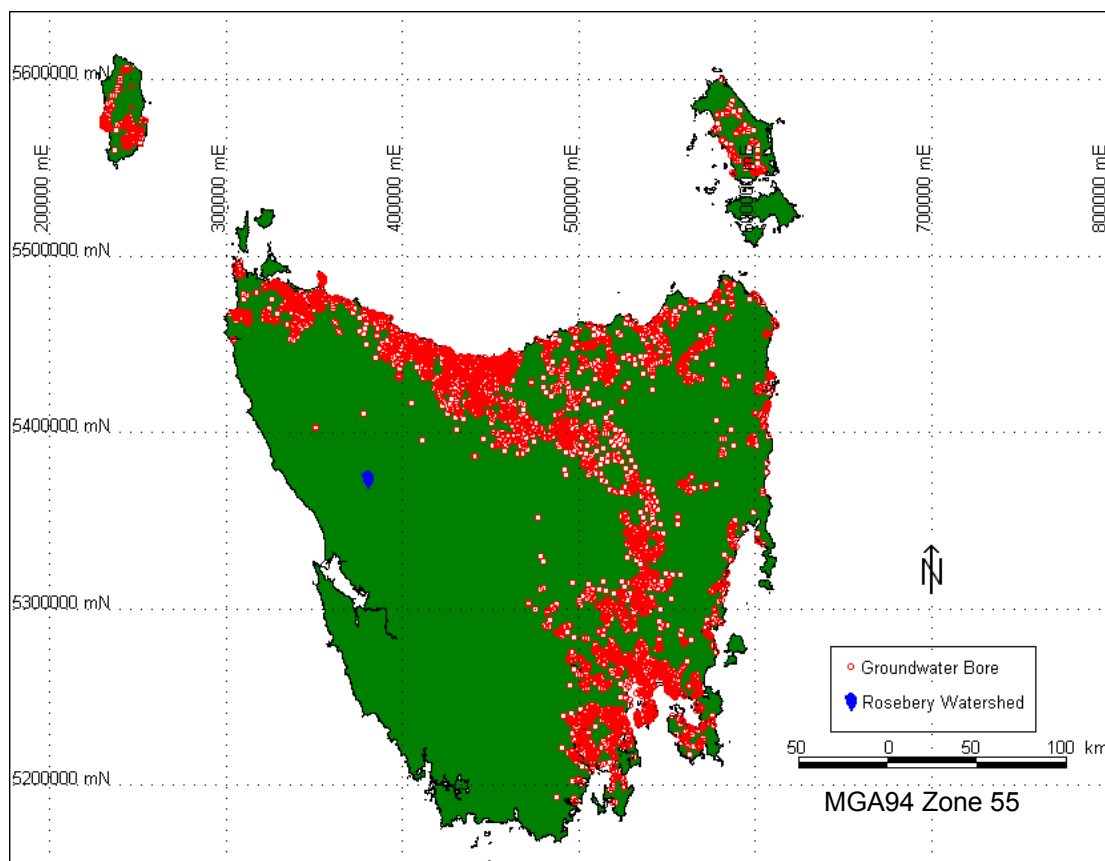 5600000 mN
200000 mE
300000 mE
400000 mE
500000 mE
600000 mE
700000 mE
800000 mE
5500000 mN
5400000 mN
5300000 mN
5200000 mN
N
Groundwater Bore
Rosebery Watershed
50 0 50 100 km
MGA94 Zone 55